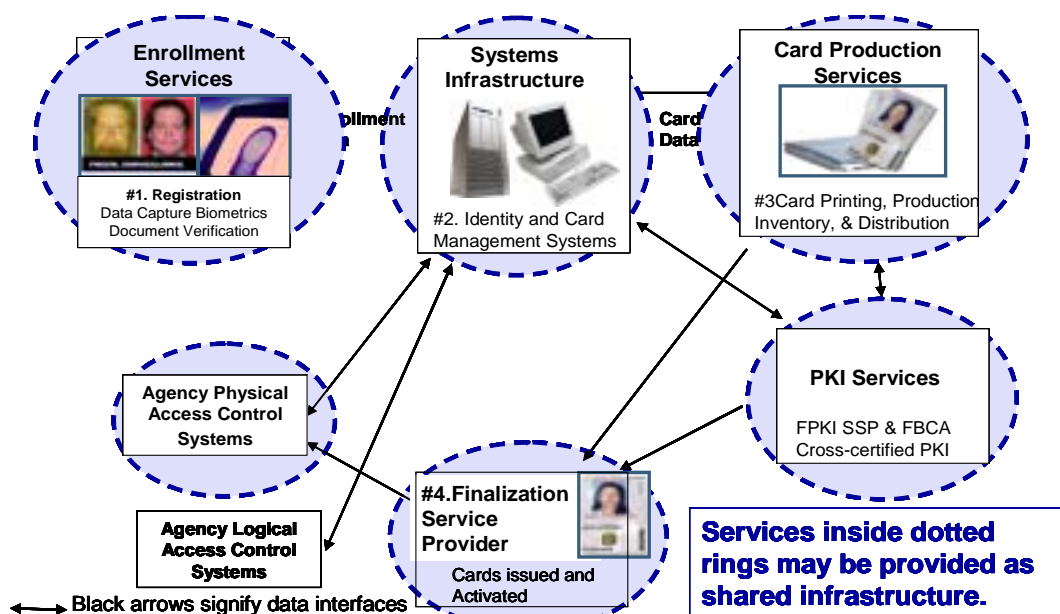 Enrollment
Services
#1. Registration
Data Capture Biometrics
Document Verification
ollment
Systems
Infrastructure
#2. Identity and Card
Management Systems
Card
Data
Card Production
Services
#3Card Printing, Production
Inventory, & Distribution
Agency Physical
Access Control
Systems
PKI Services
FPKI SSP & FBCA
Cross-certified PKI
#4.Finalization
Service
Provider
Cards issued and
Activated
Agency Logical
Access Control
Systems
Services inside dotted
rings may be provided as
shared infrastructure.
Black arrows signify data interfaces